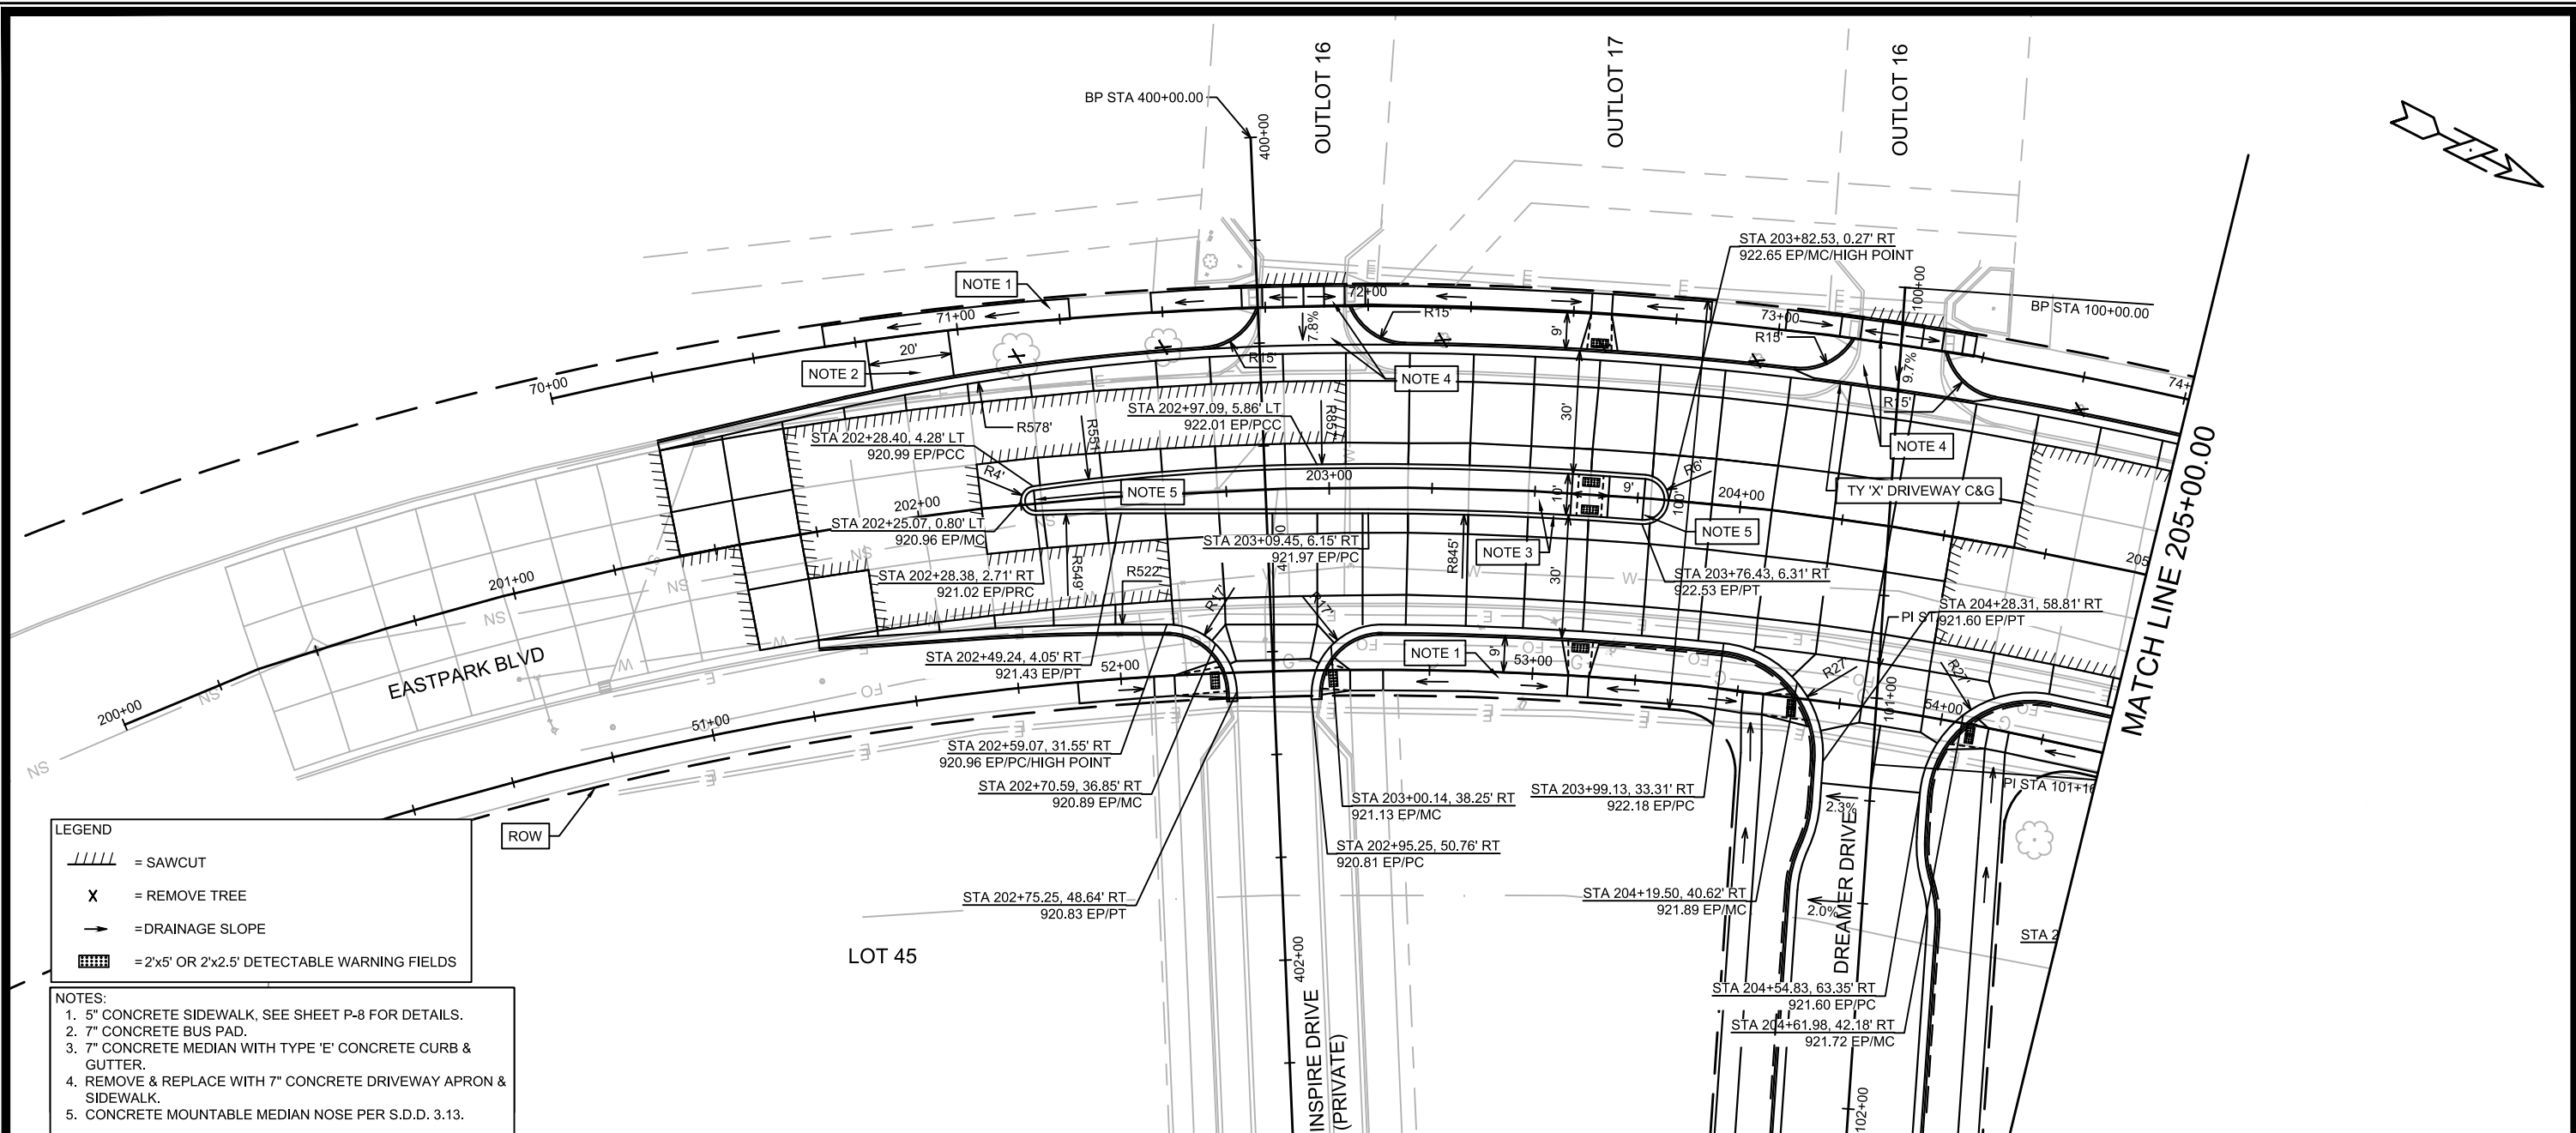 OUTLOT 16
OUTLOT 17
OUTLOT 16
BP STA 400+00.00
400+00
STA 203+82.53, 0.27' RT
922.65 EP/MC/HIGH POINT
NOTE 1
100+00
BP STA 100.00
72+00
71+00
73+00
7.8%
R15'
9'
R15'
20'
R15'
NOTE 2
NOTE 4
9.7%
70+00
74+
R15'
STA 202+97.09, 5.86' LT
922.01 EP/PCC
R857'
30'
R578'
R551'
STA 202+28.40, 4.28' LT
920.99 EP/PCC
NOTE 4
R4'
R6'
203+00
NOTE 5
10'
9'
100'
204+00
TY 'X' DRIVEWAY C&G
202+00
STA 202+25.07, 0.80' LT
920.96 EP/MC
STA 203+09.45, 6.15' RT
921.97 EP/PC
R845'
NOTE 3
NOTE 5
205
MATCH LINE 205+00.00
STA 202+28.38, 2.71' RT
921.02 EP/PRC
R549'
R522'
30'
STA 203+76.43, 6.31' RT
922.53 EP/PT
201+00
R17'
R17'
STA 204+28.31, 58.81' RT
921.60 EP/PT
PI ST
EASTPARK BLVD
STA 202+49.24, 4.05' RT
921.43 EP/PT
52+00
NOTE 1
9'
53+00
R27'
R27'
101+00
54+00
200+00
51+00
STA 202+59.07, 31.55' RT
920.96 EP/PC/HIGH POINT
STA 202+70.59, 36.85' RT
920.89 EP/MC
STA 203+00.14, 38.25' RT
921.13 EP/MC
STA 203+99.13, 33.31' RT
922.18 EP/PC
PI STA 101+16
2.3%
ROW
STA 202+95.25, 50.76' RT
920.81 EP/PC
STA 202+75.25, 48.64' RT
920.83 EP/PT
STA 204+19.50, 40.62' RT
921.89 EP/MC
2.0%
DREAMER DRIVE
STA 2
LOT 45
402+00
INSPIRE DRIVE
(PRIVATE)
STA 204+54.83, 63.35' RT
921.60 EP/PC
STA 204+61.98, 42.18' RT
921.72 EP/MC
102+00
LEGEND
= SAWCUT
X = REMOVE TREE
= DRAINAGE SLOPE
= 2'x5' OR 2'x2.5' DETECTABLE WARNING FIELDS
NOTES:
1. 5" CONCRETE SIDEWALK, SEE SHEET P-8 FOR DETAILS.
2. 7" CONCRETE BUS PAD.
3. 7" CONCRETE MEDIAN WITH TYPE 'E' CONCRETE CURB &
GUTTER.
4. REMOVE & REPLACE WITH 7" CONCRETE DRIVEWAY APRON &
SIDEWALK.
5. CONCRETE MOUNTABLE MEDIAN NOSE PER S.D.D. 3.13.